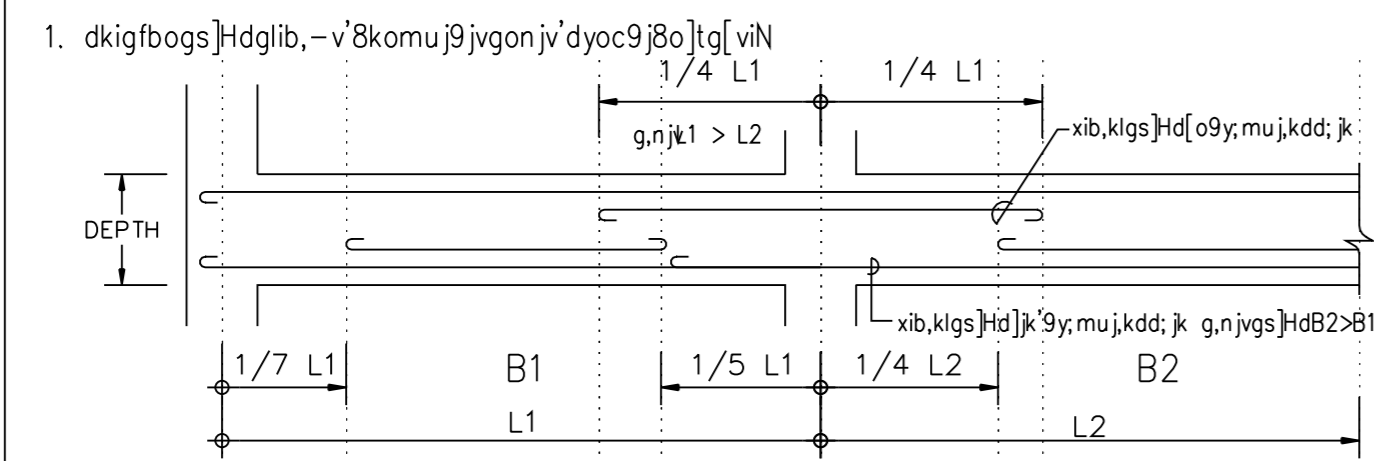 1. dkigfbogs]Hdglib,–v'8komuj9jvgonjv'dyoc9j8o]tg[viN
1/4 L1 1/4 L1
g,njvL1 > L2
xib,klgs]Hd[o9y;muj,kdd;jk
DEPTH
xib,klgs]Hd]jk'9y;muj,kdd;jk g,njvgs]HdB2>B1
1/7 L1 B1 1/5 L1 1/4 L2 B2
L1 L2